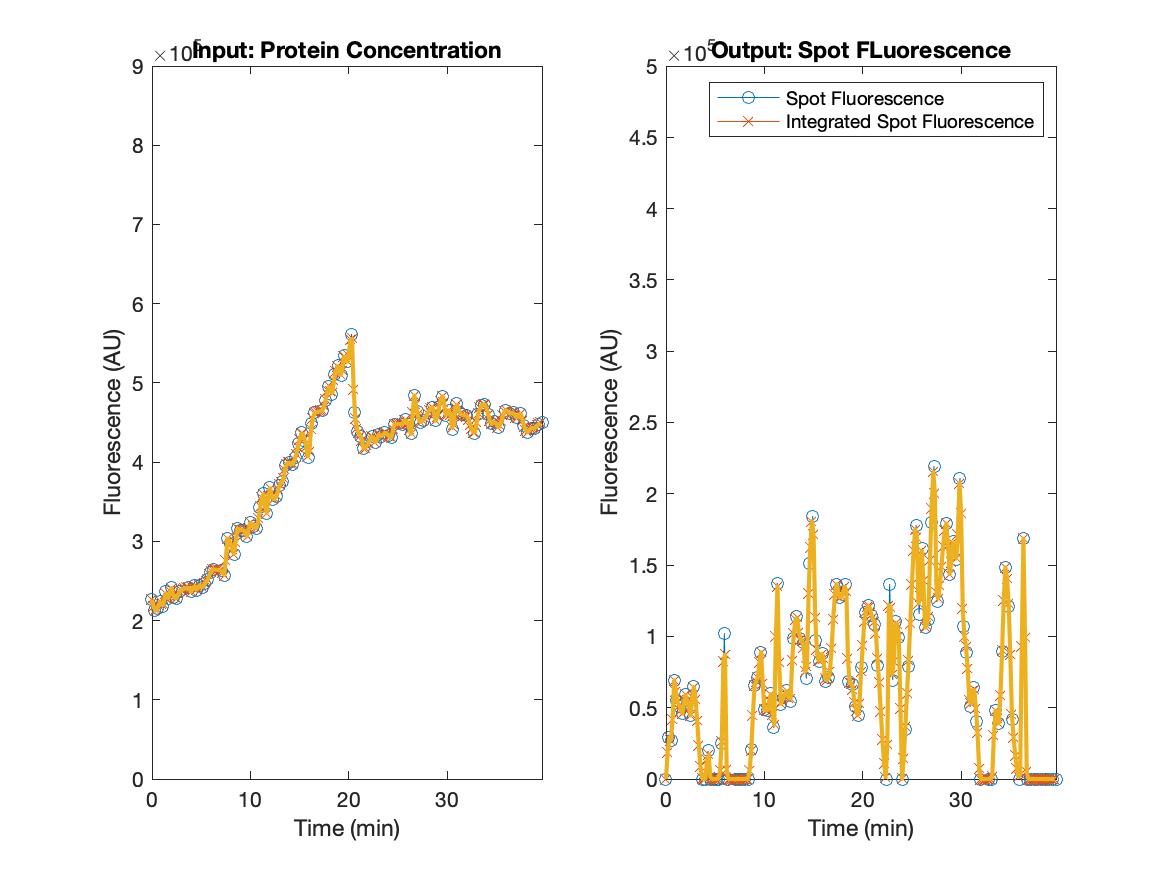 ×10⁵
Input: Protein Concentration
9
8
7
6
5
4
3
2
1
0
Fluorescence (AU)
0 10 20 30
Time (min)
×10⁵
Output: Spot FLuorescence
Spot Fluorescence
Integrated Spot Fluorescence
5
4.5
4
3.5
3
2.5
2
1.5
1
0.5
0
Fluorescence (AU)
0 10 20 30
Time (min)